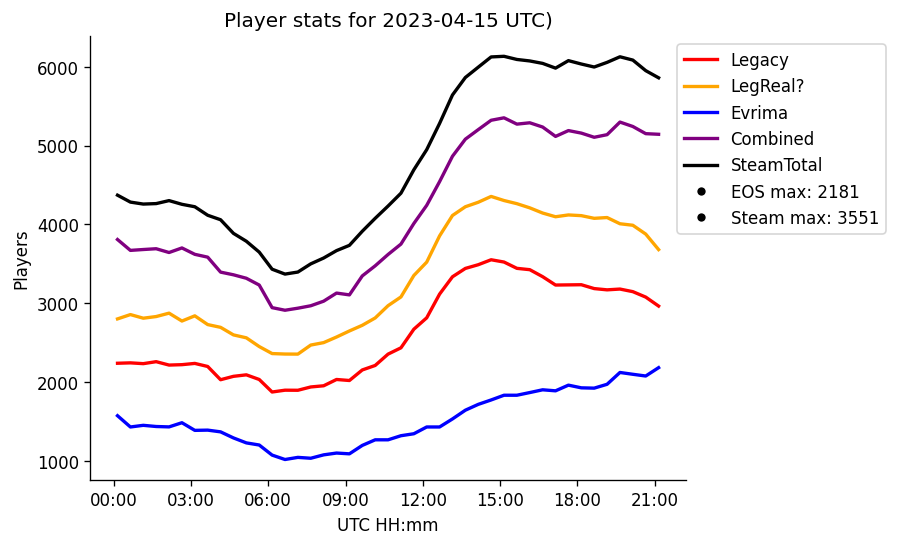 Player stats for 2023-04-15 UTC)
Players
6000
5000
4000
3000
2000
1000
00:00 03:00 06:00 09:00 12:00 15:00 18:00 21:00
UTC HH:mm
Legacy
LegReal?
Evrima
Combined
SteamTotal
EOS max: 2181
Steam max: 3551